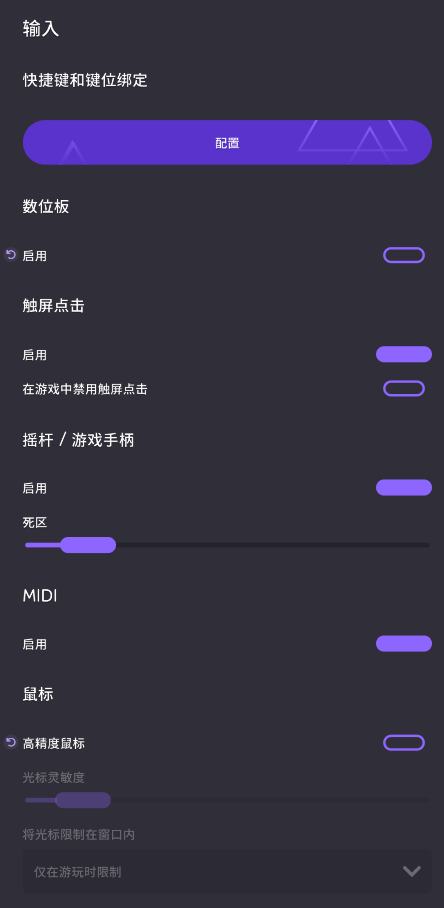 输入
快捷键和键位绑定
配置
数位板
启用
触屏点击
启用
在游戏中禁用触屏点击
摇杆 / 游戏手柄
启用
死区
MIDI
启用
鼠标
高精度鼠标
光标灵敏度
将光标限制在窗口内
仅在游玩时限制